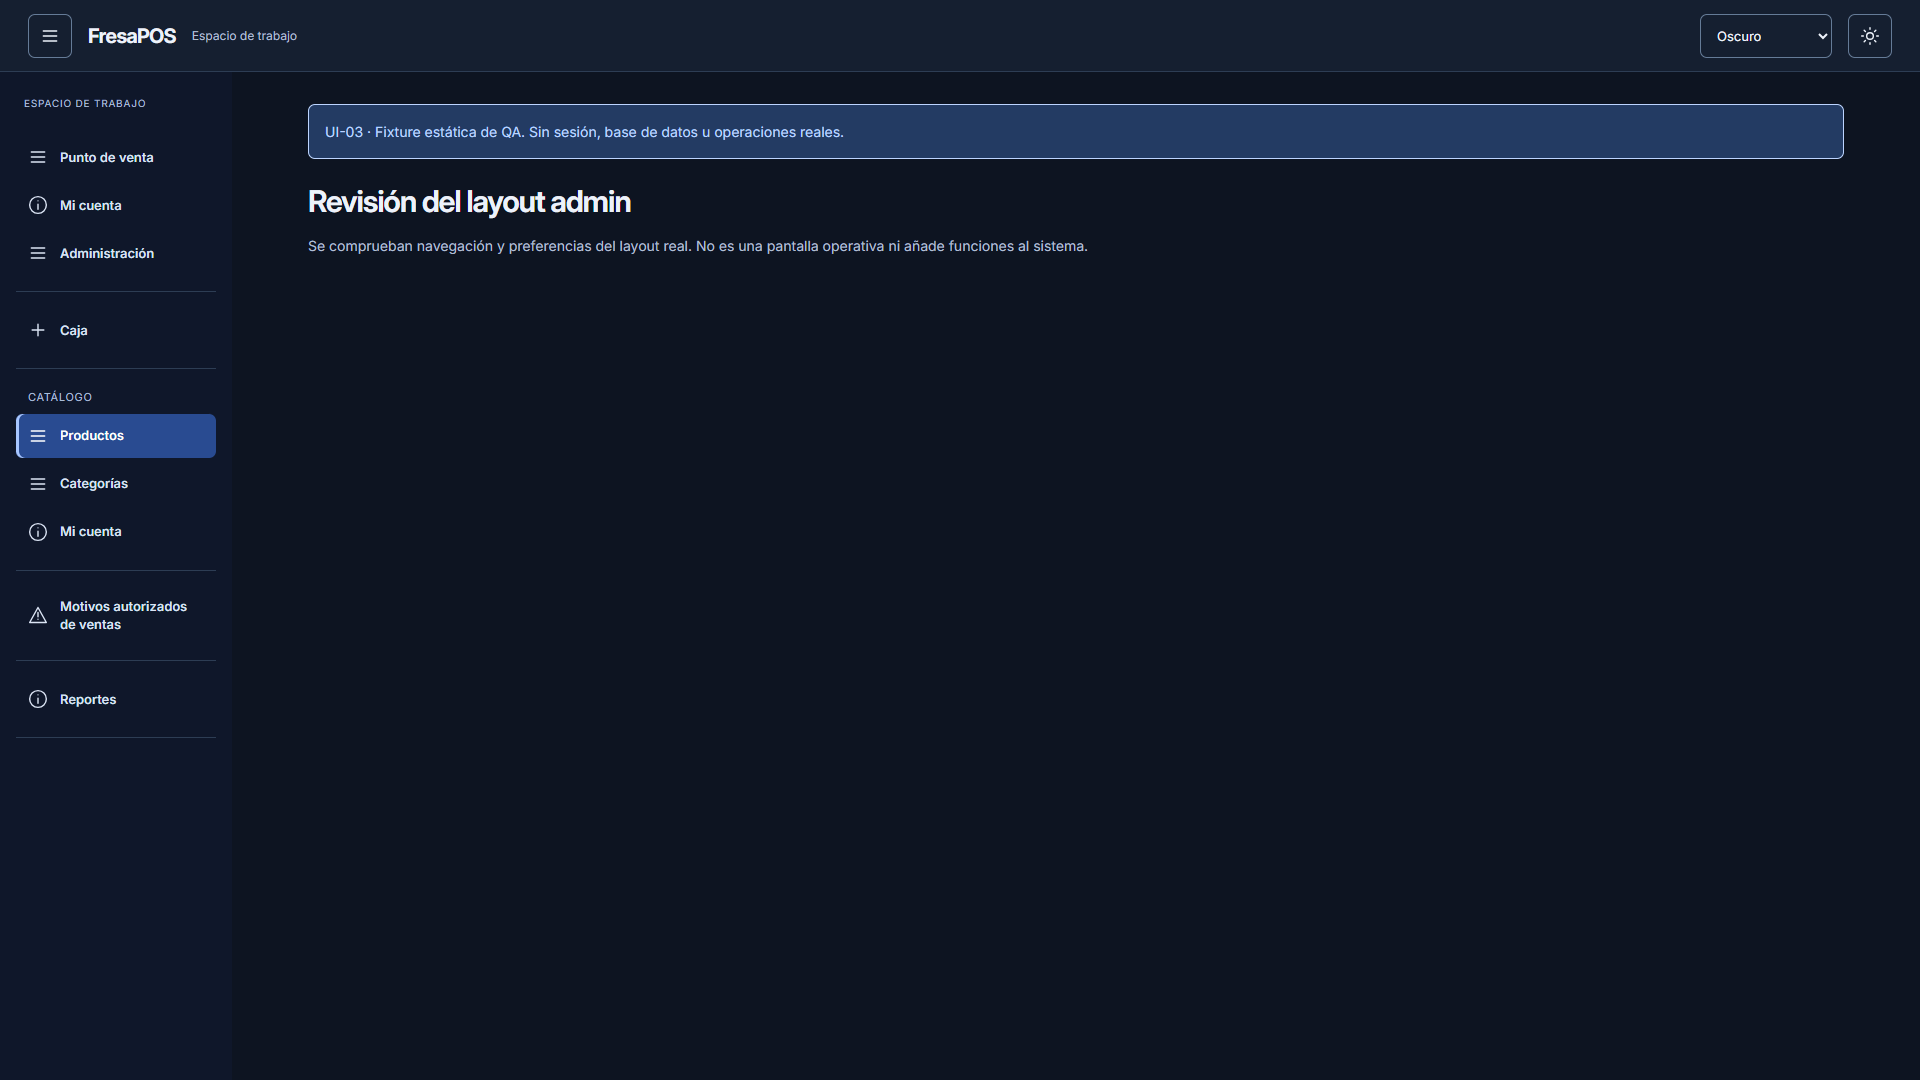 FresaPOS
Espacio de trabajo
Oscuro
ESPACIO DE TRABAJO
Punto de venta
Mi cuenta
Administración
Caja
CATÁLOGO
Productos
Categorías
Mi cuenta
Motivos autorizados
de ventas
Reportes
UI-03 · Fixture estática de QA. Sin sesión, base de datos u operaciones reales.
Revisión del layout admin
Se comprueban navegación y preferencias del layout real. No es una pantalla operativa ni añade funciones al sistema.